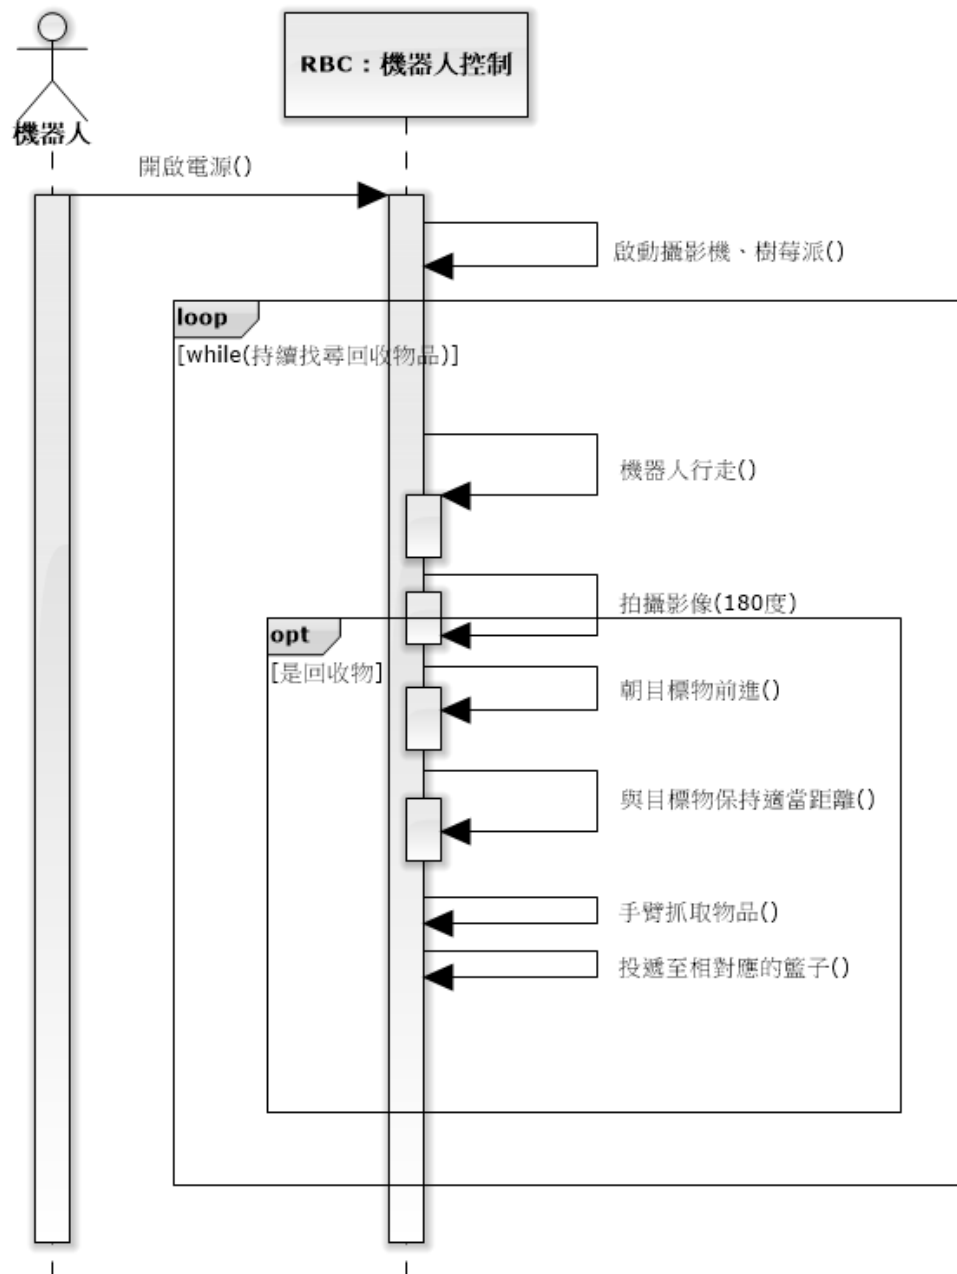 RBC：機器人控制
機器人
開啟電源()
啟動攝影機、樹莓派()
loop
[while(持續找尋回收物品)]
機器人行走()
拍攝影像(180度)
opt
[是回收物]
朝目標物前進()
與目標物保持適當距離()
手臂抓取物品()
投遞至相對應的籃子()